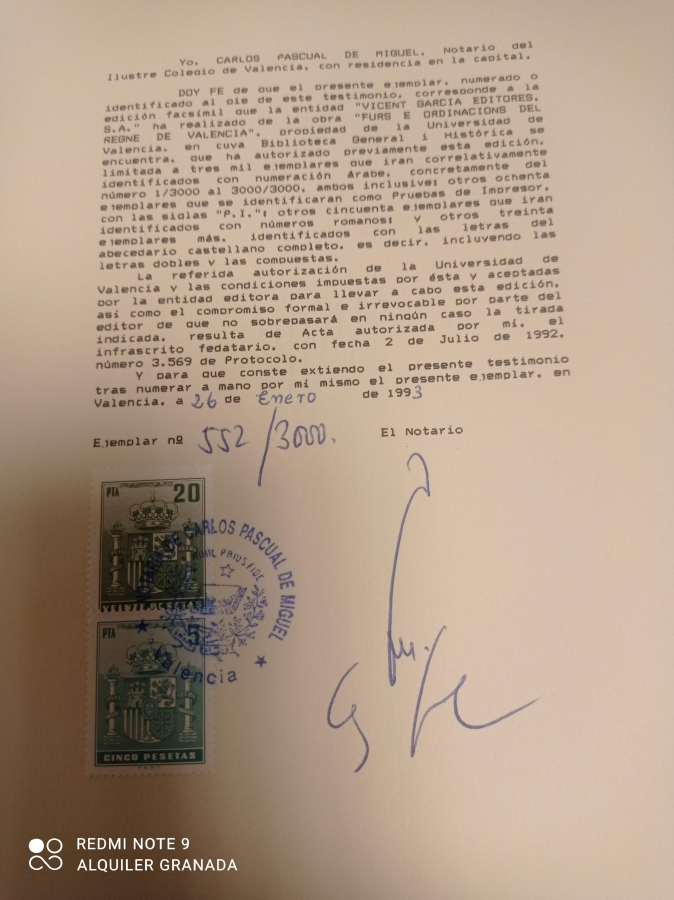 Yo, CARLOS PASCUAL DE MIGUEL, Notario del
Ilustre Colegio de Valencia, con residencia en la capital,
DOY FE de que el presente ejemplar, numerado o
identificado al pie de este testimonio, corresponde a la
edición facsímil que la entidad "VICENT GARCIA EDITORES,
S.A." ha realizado de la obra "FURS E ORDINACIONS DEL
REGNE DE VALENCIA", propiedad de la Universidad de
Valencia, en cuya Biblioteca General i Histórica se
encuentra, que ha autorizado previamente esta edición,
limitada a tres mil ejemplares que iran correlativamente
identificados con numeración Arabe, concretamente del
número 1/3000 al 3000/3000, ambos inclusive; otros ochenta
ejemplares que se identificaran como Pruebas de Impresor,
con las siglas "P.I."; otros cincuenta ejemplares que iran
identificados con números romanos; y otros treinta
ejemplares más, identificados con las letras del
abecedario castellano completo, es decir, incluyendo las
letras dobles y las compuestas.
La referida autorización de la Universidad de
Valencia y las condiciones impuestas por ésta y aceptadas
por la entidad editora para llevar a cabo esta edición,
así como el compromiso formal e irrevocable por parte del
editor de que no sobrepasará en ningún caso la tirada
indicada, resulta de Acta autorizada por mí, el
infrascrito fedatario, con fecha 2 de Julio de 1992,
número 3.569 de Protocolo.
Y para que conste extiendo el presente testimonio
tras numerar a mano por mí mismo el presente ejemplar, en
Valencia, a 26 de Enero de 1993
Ejemplar nº 552/3000. El Notario
PTA 20
VEINTE PESETAS
PTA 5
CINCO PESETAS
DE CARLOS PASCUAL DE MIGUEL
NIHIL PRIUS FIDE
Valencia
REDMI NOTE 9
ALQUILER GRANADA